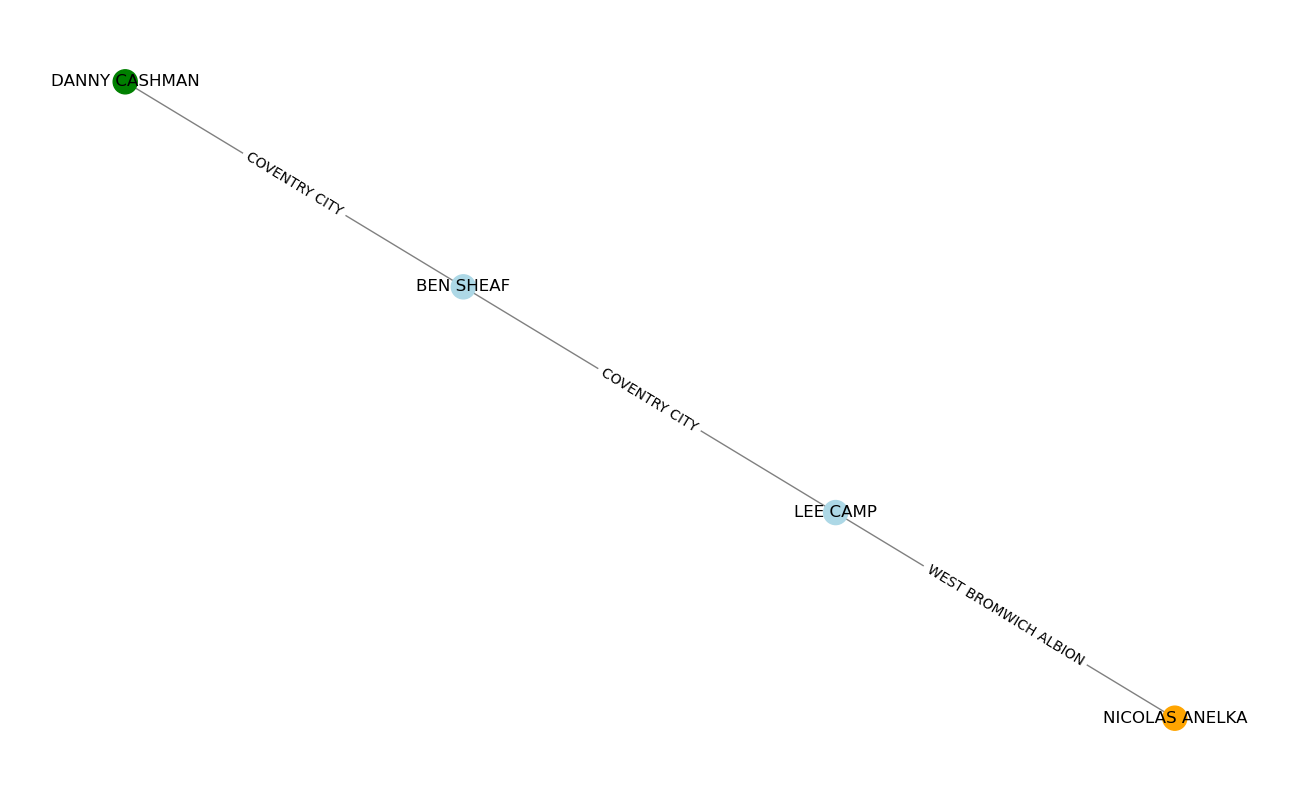 DANNY CASHMAN
COVENTRY CITY
BEN SHEAF
COVENTRY CITY
LEE CAMP
WEST BROMWICH ALBION
NICOLAS ANELKA